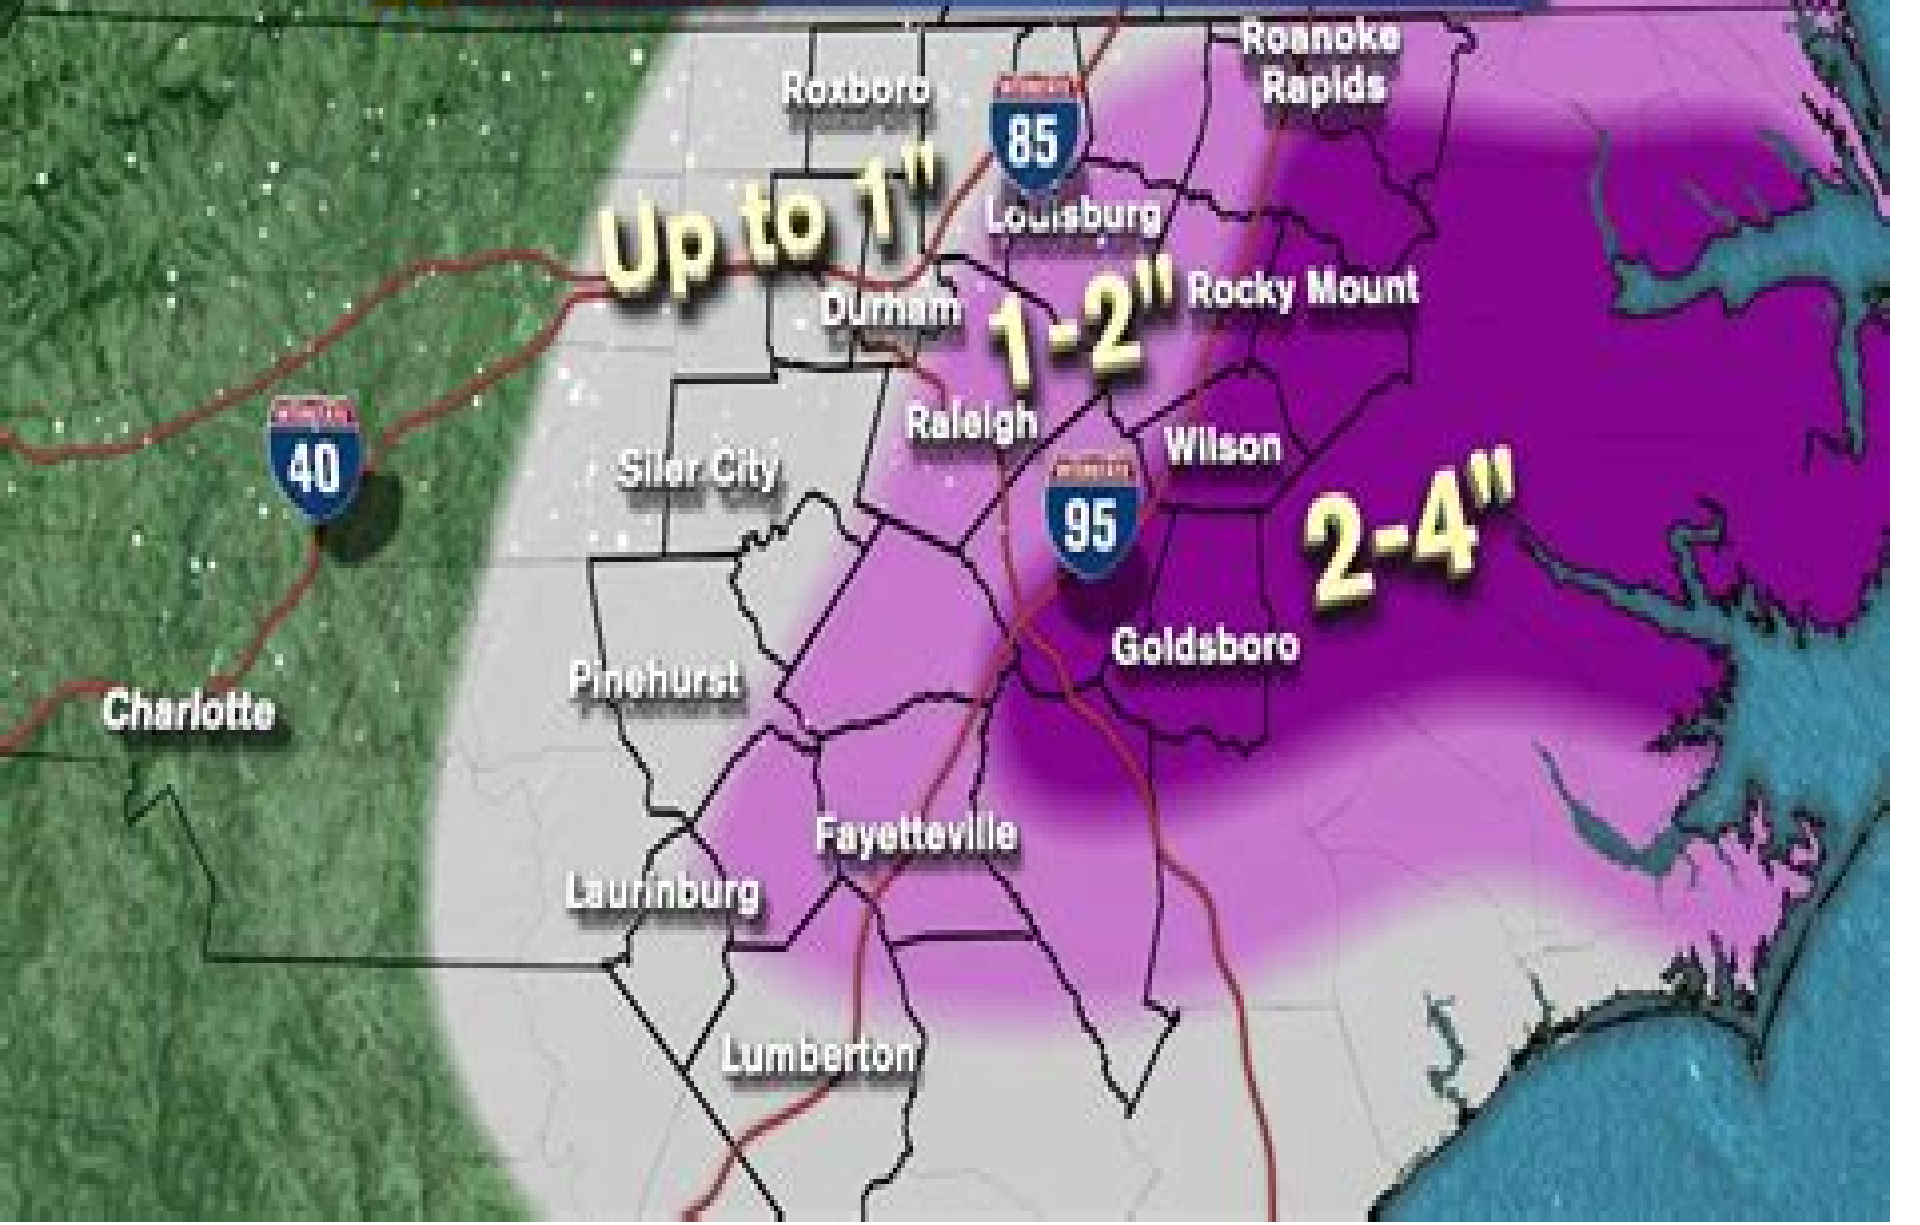 Roanoke
Rapids
Roxboro
85
Up to 1"
Louisburg
Rocky Mount
Durham
1-2"
Raleigh
Wilson
40
Siler City
95
2-4"
Goldsboro
Pinehurst
Charlotte
Fayetteville
Laurinburg
Lumberton